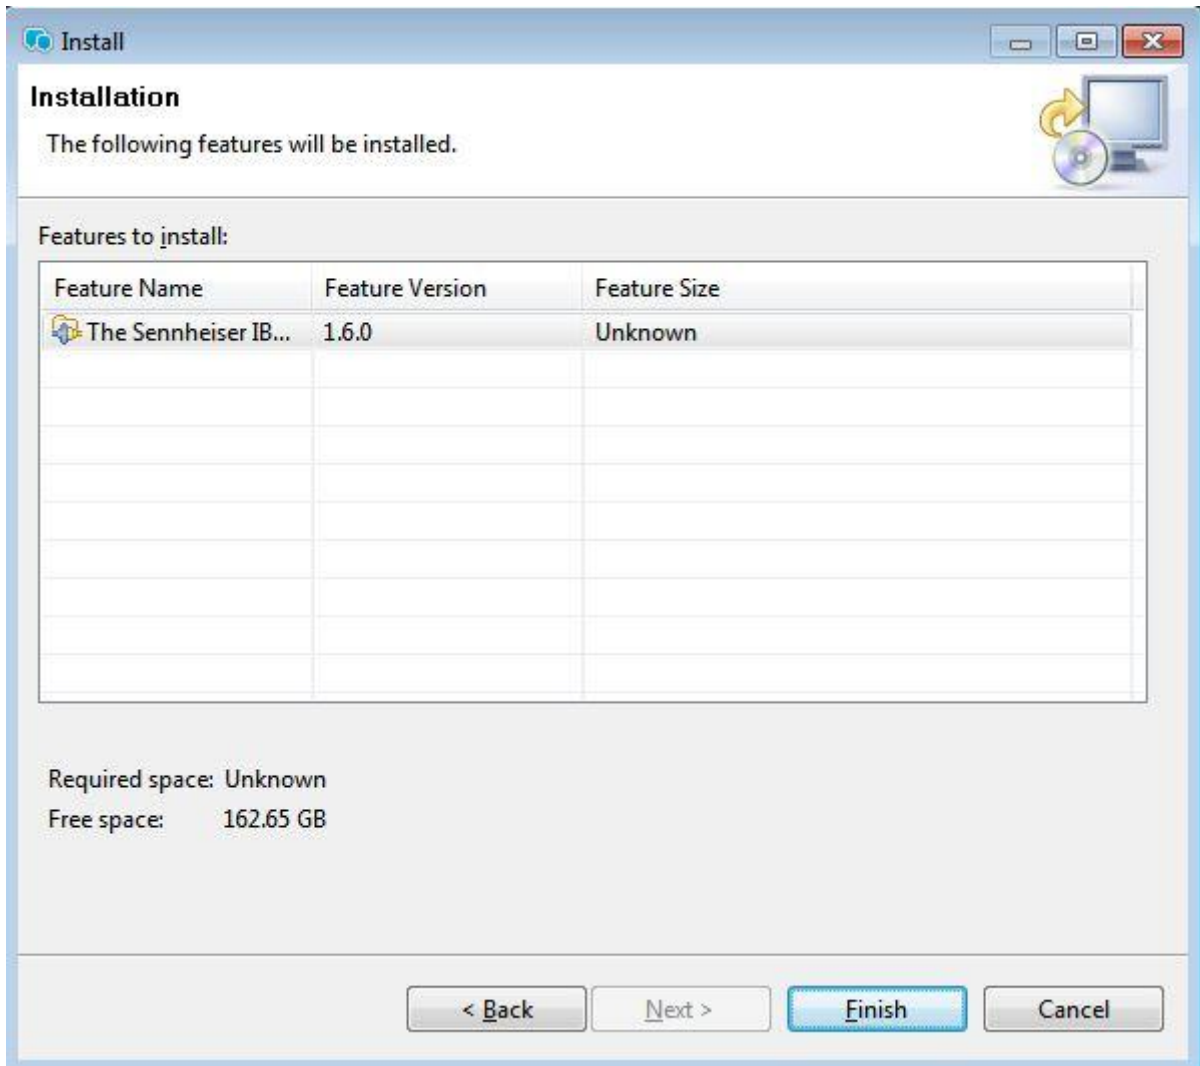 Install
Installation
The following features will be installed.
Features to install:
Feature Name Feature Version Feature Size
The Sennheiser IB... 1.6.0 Unknown
Required space: Unknown
Free space: 162.65 GB
< Back Next > Finish Cancel